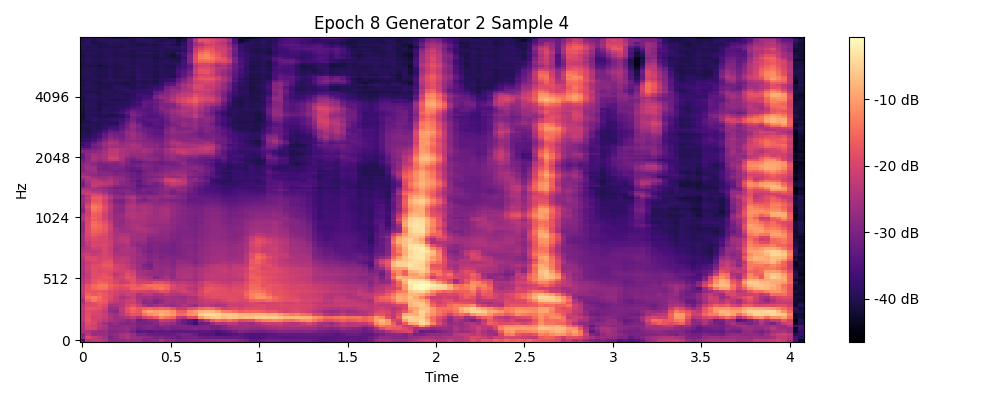 Epoch 8 Generator 2 Sample 4
Hz
4096
2048
1024
512
0
0 0.5 1 1.5 2 2.5 3 3.5 4
Time
-10 dB
-20 dB
-30 dB
-40 dB